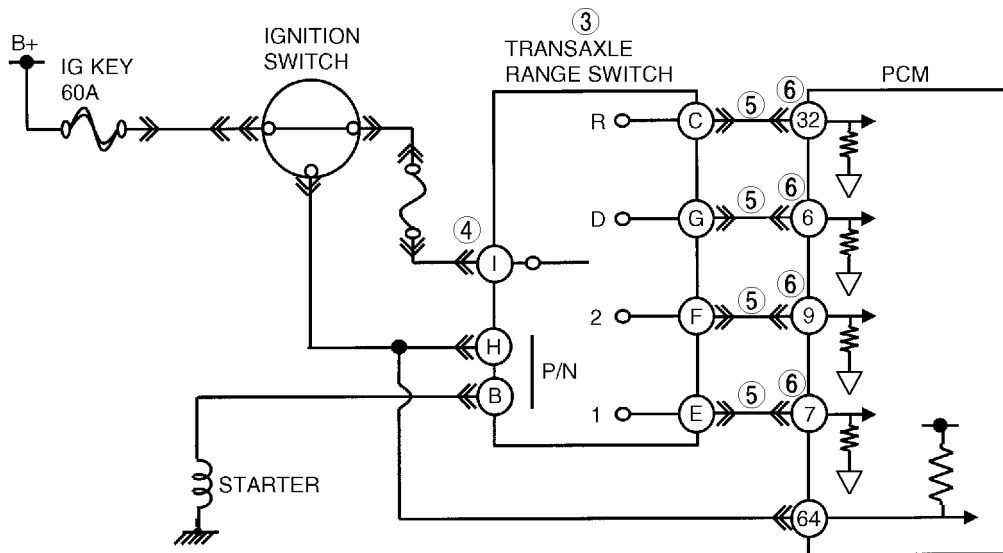 B+
IG KEY
60A
IGNITION
SWITCH
③
TRANSAXLE
RANGE SWITCH
PCM
R
C
⑤
⑥
32
D
G
⑤
⑥
6
④
I
2
F
⑤
⑥
9
H
P/N
B
1
E
⑤
⑥
7
STARTER
64